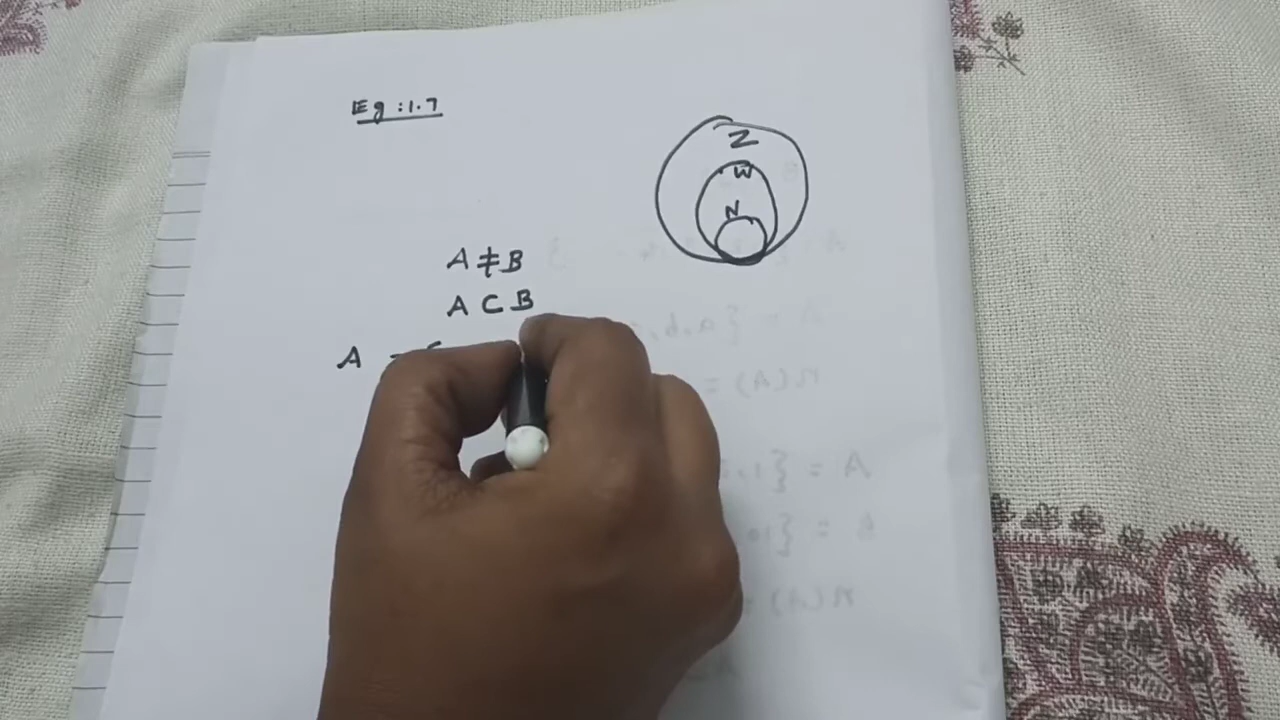 Eg : 1.7
Z
W
N
A ≠ B
A ⊂ B
A = {